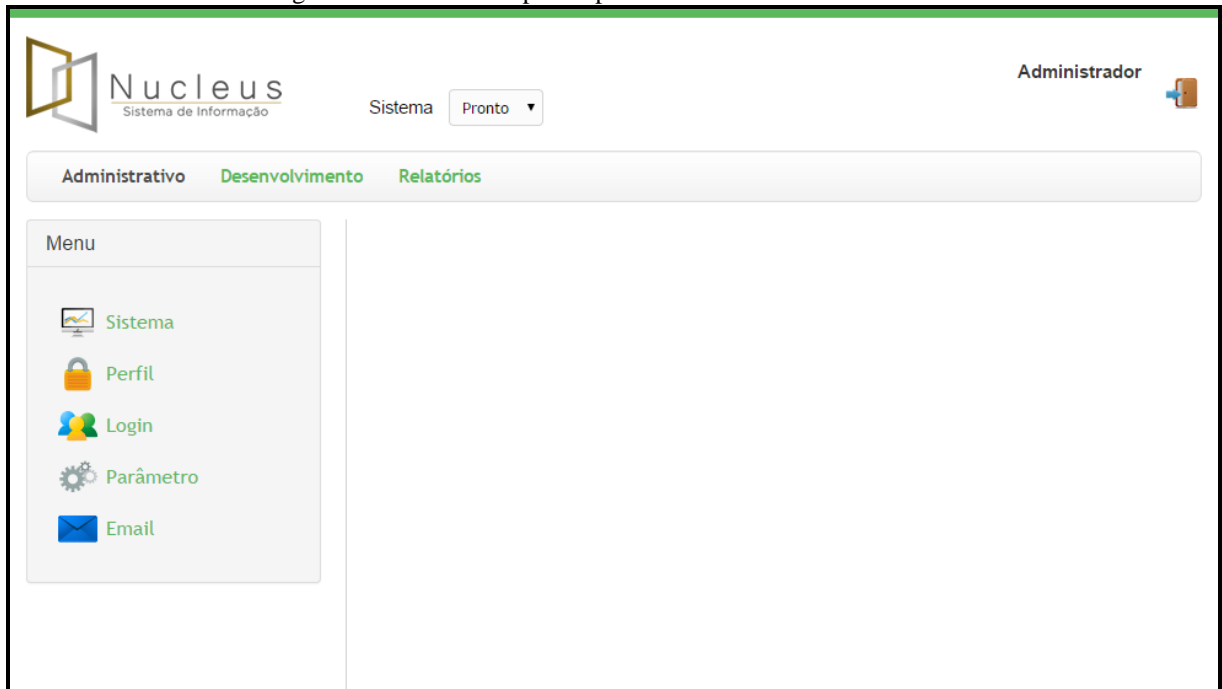 Nucleus
Sistema de Informação
Sistema Pronto
Administrador
Administrativo Desenvolvimento Relatórios
Menu
Sistema
Perfil
Login
Parâmetro
Email